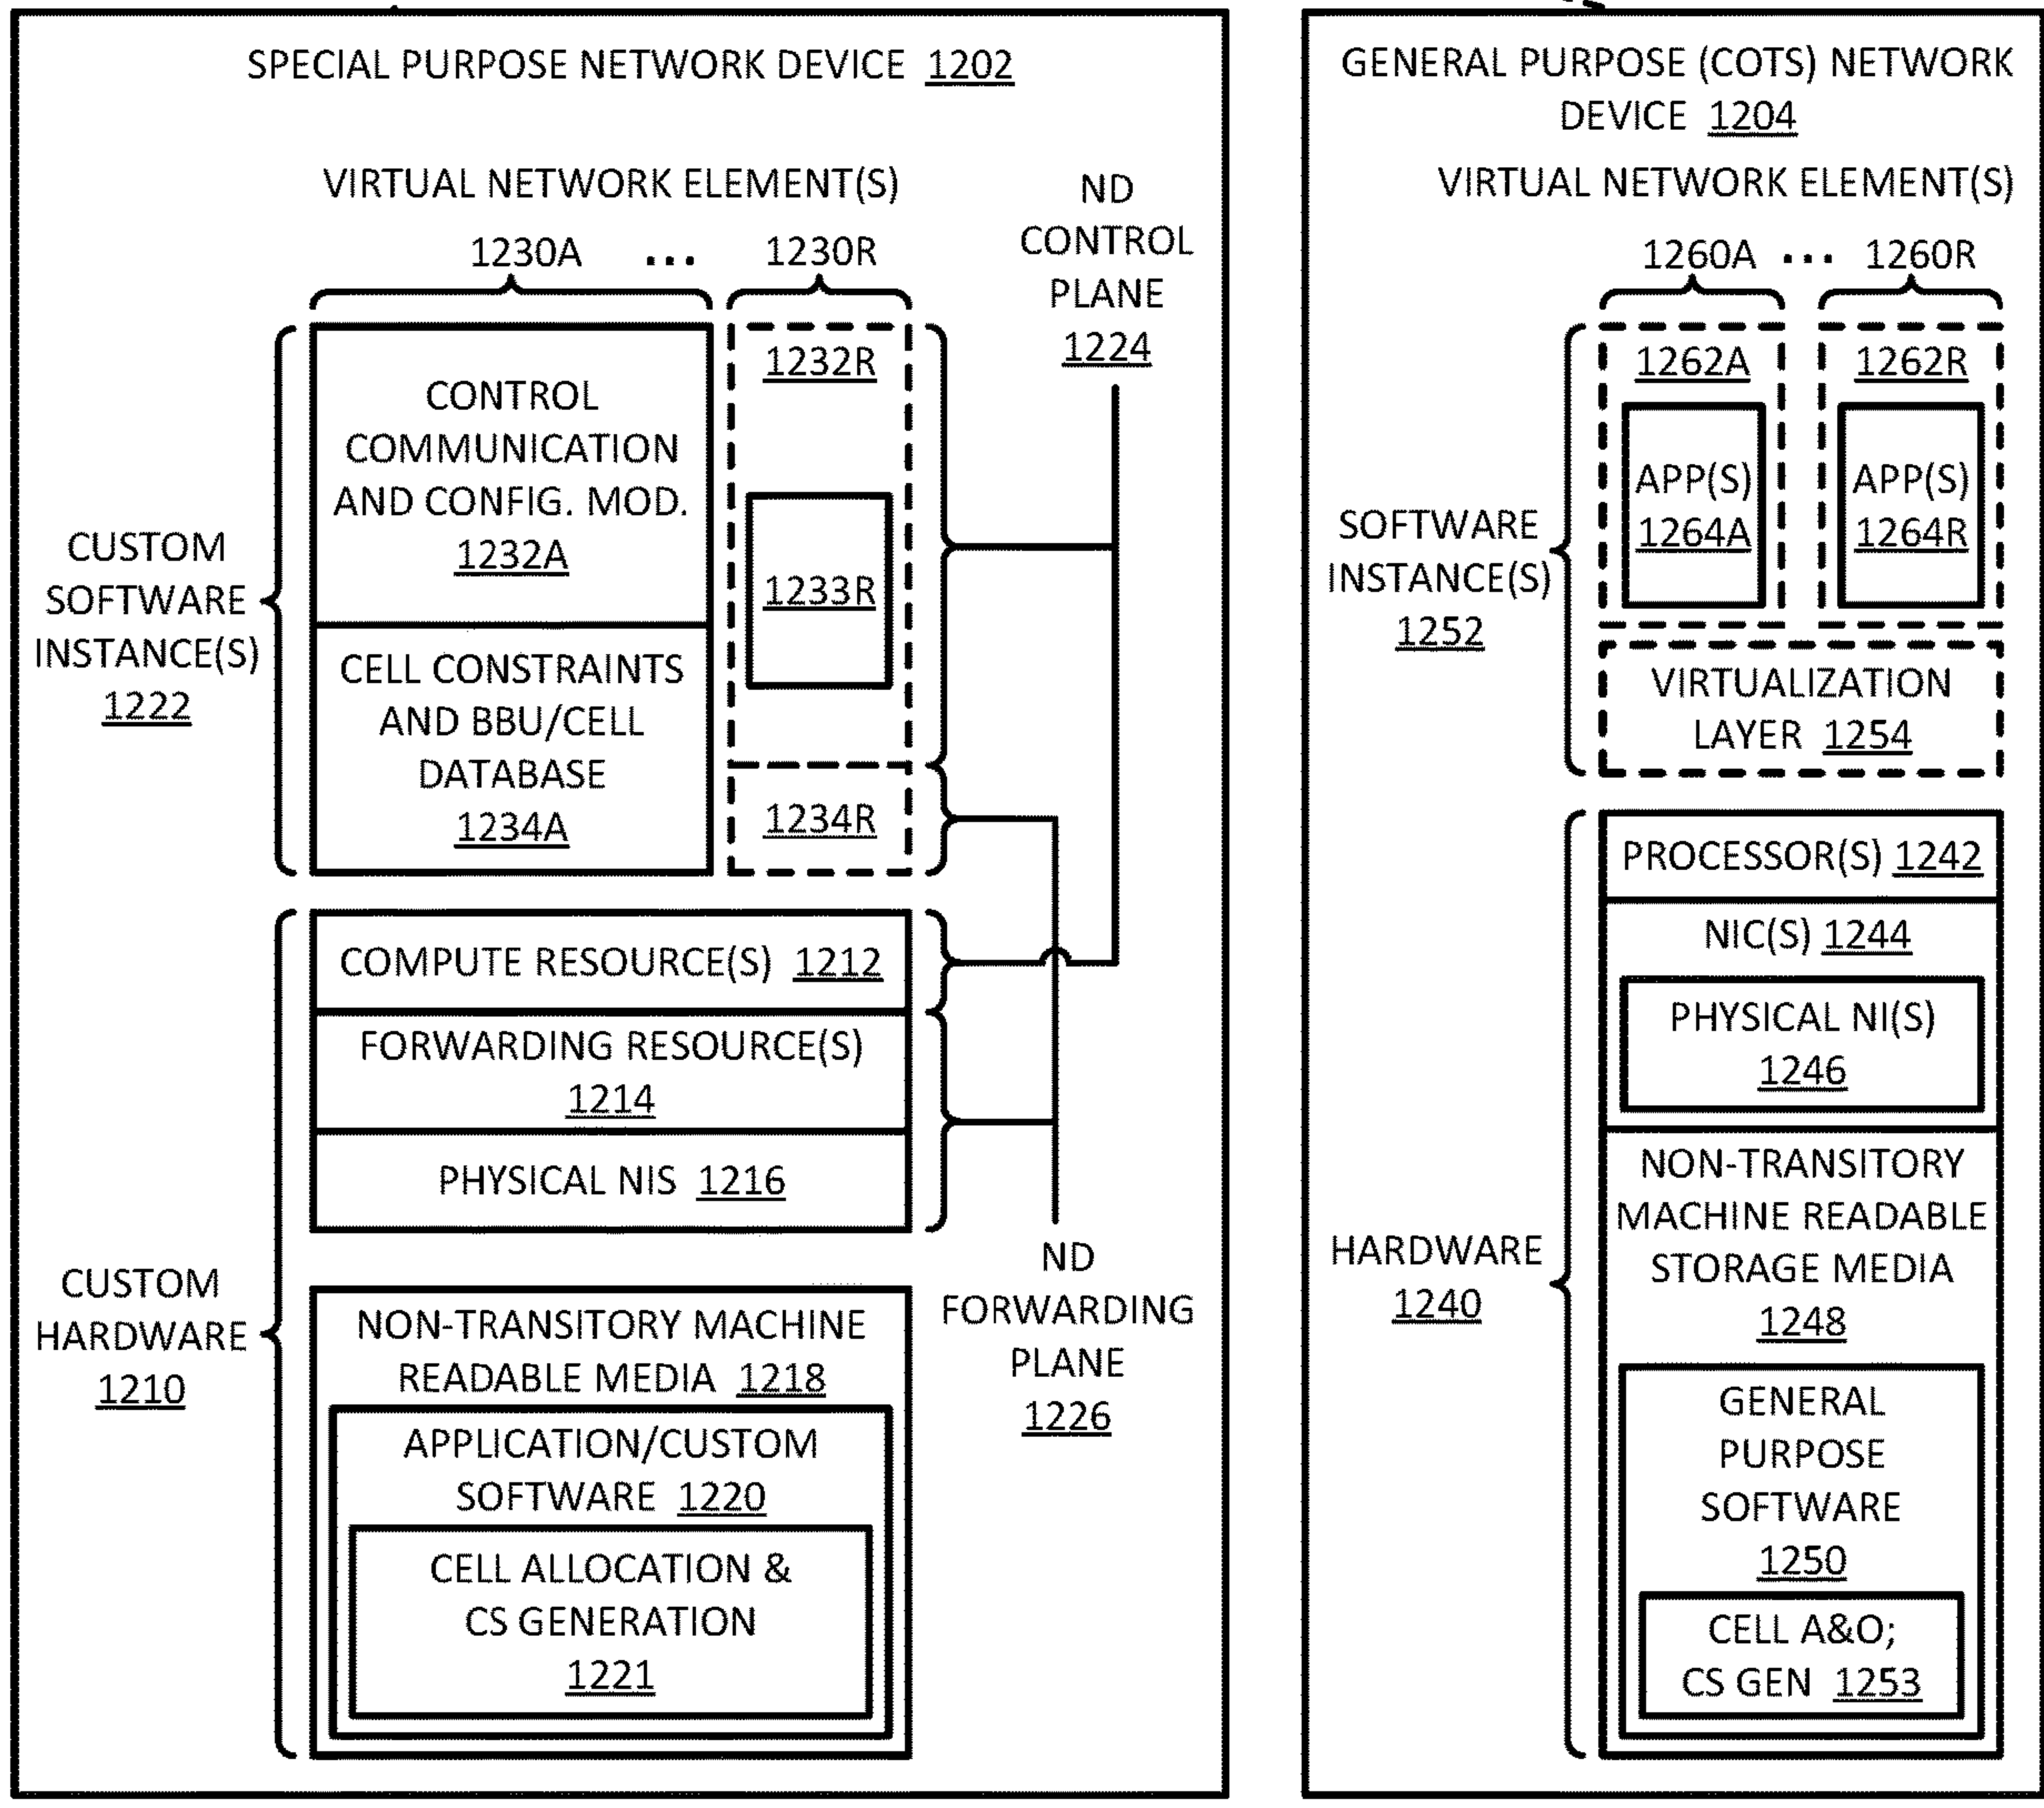 SPECIAL PURPOSE NETWORK DEVICE 1202
VIRTUAL NETWORK ELEMENT(S)
1230A ... 1230R
ND
CONTROL
PLANE
1224
CUSTOM
SOFTWARE
INSTANCE(S)
1222
CONTROL
COMMUNICATION
AND CONFIG. MOD.
1232A
CELL CONSTRAINTS
AND BBU/CELL
DATABASE
1234A
1232R
1233R
1234R
CUSTOM
HARDWARE
1210
COMPUTE RESOURCE(S) 1212
FORWARDING RESOURCE(S)
1214
PHYSICAL NIS 1216
ND
FORWARDING
PLANE
1226
NON-TRANSITORY MACHINE
READABLE MEDIA 1218
APPLICATION/CUSTOM
SOFTWARE 1220
CELL ALLOCATION &
CS GENERATION
1221
GENERAL PURPOSE (COTS) NETWORK
DEVICE 1204
VIRTUAL NETWORK ELEMENT(S)
1260A ... 1260R
SOFTWARE
INSTANCE(S)
1252
1262A
APP(S)
1264A
1262R
APP(S)
1264R
VIRTUALIZATION
LAYER 1254
HARDWARE
1240
PROCESSOR(S) 1242
NIC(S) 1244
PHYSICAL NI(S)
1246
NON-TRANSITORY
MACHINE READABLE
STORAGE MEDIA
1248
GENERAL
PURPOSE
SOFTWARE
1250
CELL A&O;
CS GEN 1253